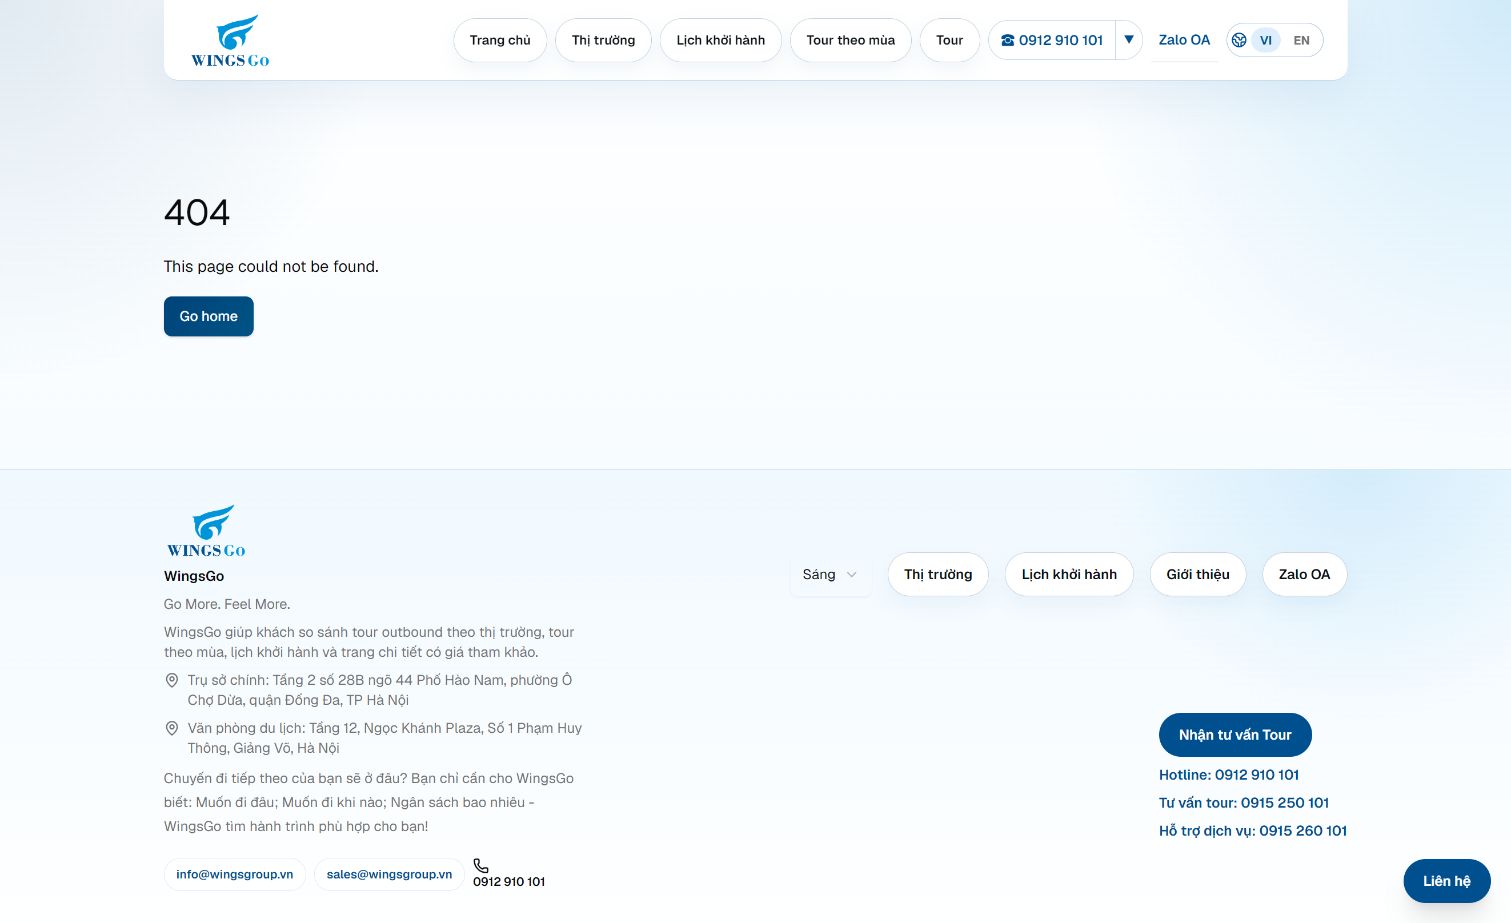 WINGS Go
Trang chủ
Thị trường
Lịch khởi hành
Tour theo mùa
Tour
0912 910 101
Zalo OA
VI
EN
404
This page could not be found.
Go home
WINGS Go
WingsGo
Go More. Feel More.
WingsGo giúp khách so sánh tour outbound theo thị trường, tour
theo mùa, lịch khởi hành và trang chi tiết có giá tham khảo.
Trụ sở chính: Tầng 2 số 28B ngõ 44 Phố Hào Nam, phường Ô
Chợ Dừa, quận Đống Đa, TP Hà Nội
Văn phòng du lịch: Tầng 12, Ngọc Khánh Plaza, Số 1 Phạm Huy
Thông, Giảng Võ, Hà Nội
Chuyến đi tiếp theo của bạn sẽ ở đâu? Bạn chỉ cần cho WingsGo
biết: Muốn đi đâu; Muốn đi khi nào; Ngân sách bao nhiêu -
WingsGo tìm hành trình phù hợp cho bạn!
info@wingsgroup.vn
sales@wingsgroup.vn
0912 910 101
Sáng
Thị trường
Lịch khởi hành
Giới thiệu
Zalo OA
Nhận tư vấn Tour
Hotline: 0912 910 101
Tư vấn tour: 0915 250 101
Hỗ trợ dịch vụ: 0915 260 101
Liên hệ